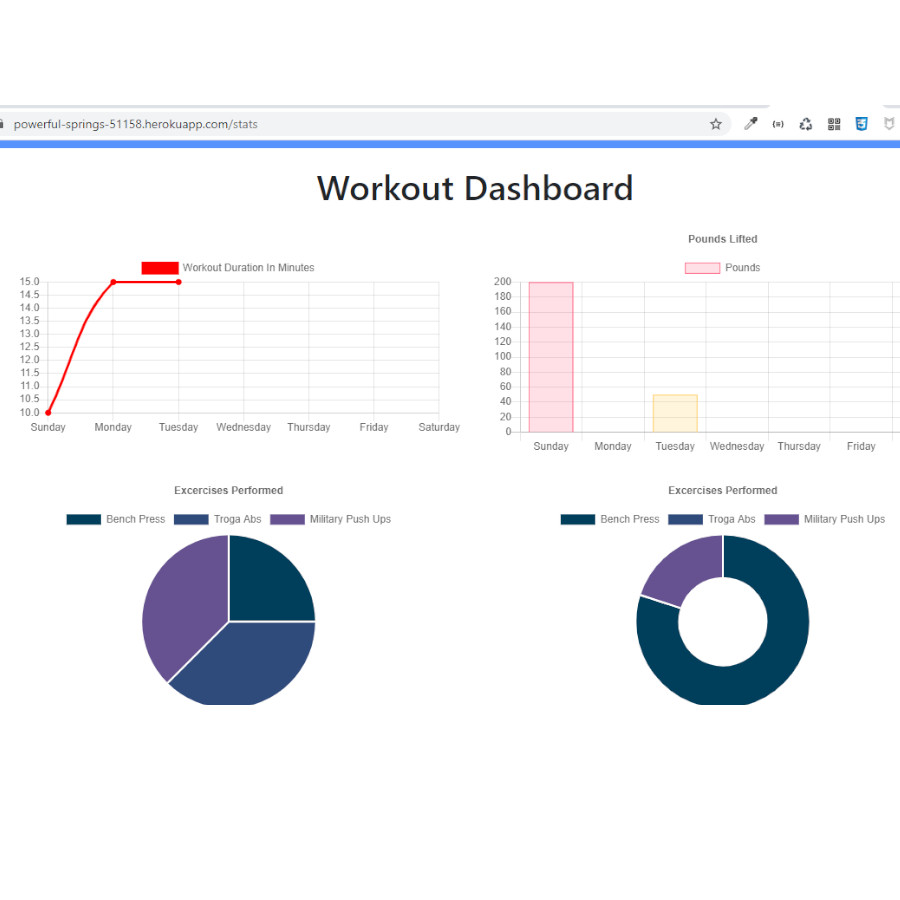 powerful-springs-51158.herokuapp.com/stats
Workout Dashboard
Workout Duration In Minutes
15.0
14.5
14.0
13.5
13.0
12.5
12.0
11.5
11.0
10.5
10.0
Sunday Monday Tuesday Wednesday Thursday Friday Saturday
Pounds Lifted
Pounds
200
180
160
140
120
100
80
60
40
20
0
Sunday Monday Tuesday Wednesday Thursday Friday
Excercises Performed
Bench Press Troga Abs Military Push Ups
Excercises Performed
Bench Press Troga Abs Military Push Ups